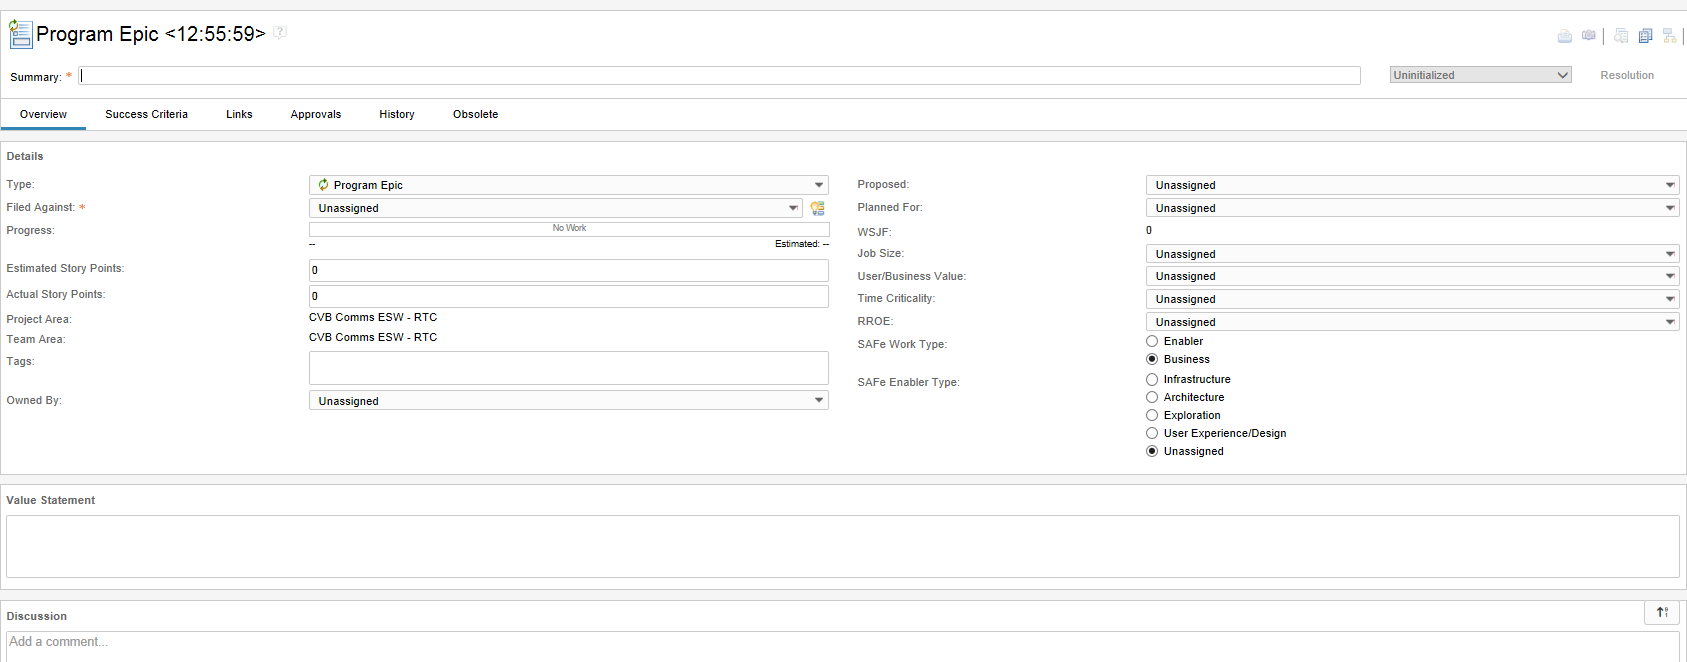 Program Epic <12:55:59> ?
Summary: *
Uninitialized
Resolution
Overview Success Criteria Links Approvals History Obsolete
Details
Type: Program Epic
Filed Against: * Unassigned
Progress: No Work
-- Estimated: --
Estimated Story Points: 0
Actual Story Points: 0
Project Area: CVB Comms ESW - RTC
Team Area: CVB Comms ESW - RTC
Tags:
Owned By: Unassigned
Proposed: Unassigned
Planned For: Unassigned
WSJF: 0
Job Size: Unassigned
User/Business Value: Unassigned
Time Criticality: Unassigned
RROE: Unassigned
SAFe Work Type: Enabler
Business
SAFe Enabler Type: Infrastructure
Architecture
Exploration
User Experience/Design
Unassigned
Value Statement
Discussion
Add a comment...